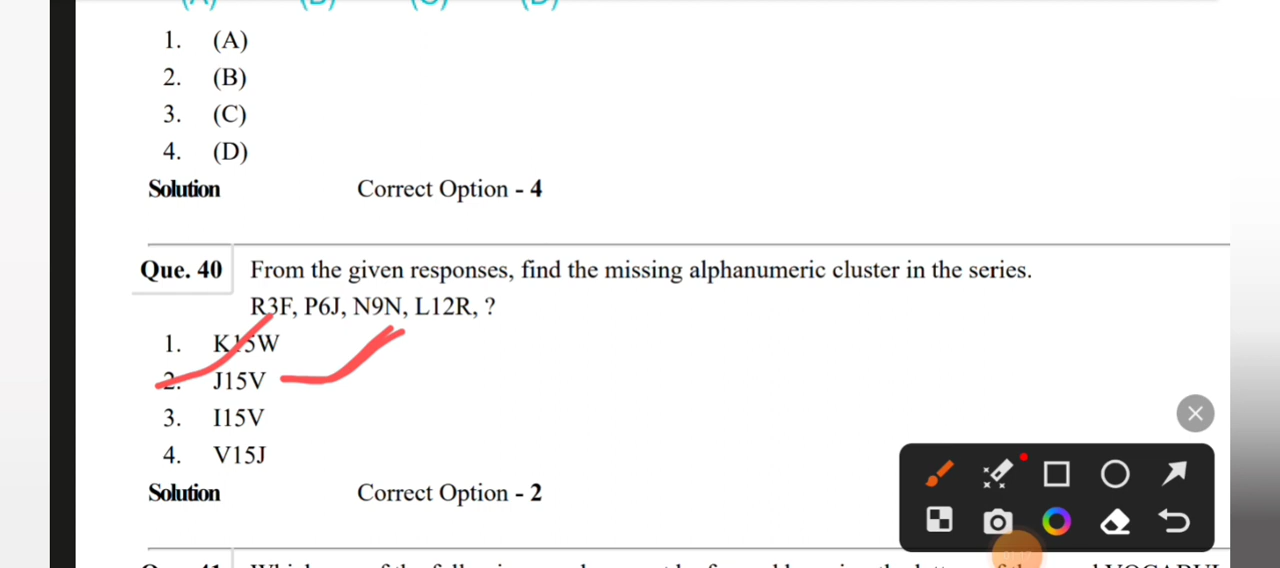 (A) (B) (C) (D)
1. (A)
2. (B)
3. (C)
4. (D)
Solution Correct Option - 4
Que. 40 From the given responses, find the missing alphanumeric cluster in the series.
R3F, P6J, N9N, L12R, ?
1. K15W
2. J15V
3. I15V
4. V15J
Solution Correct Option - 2